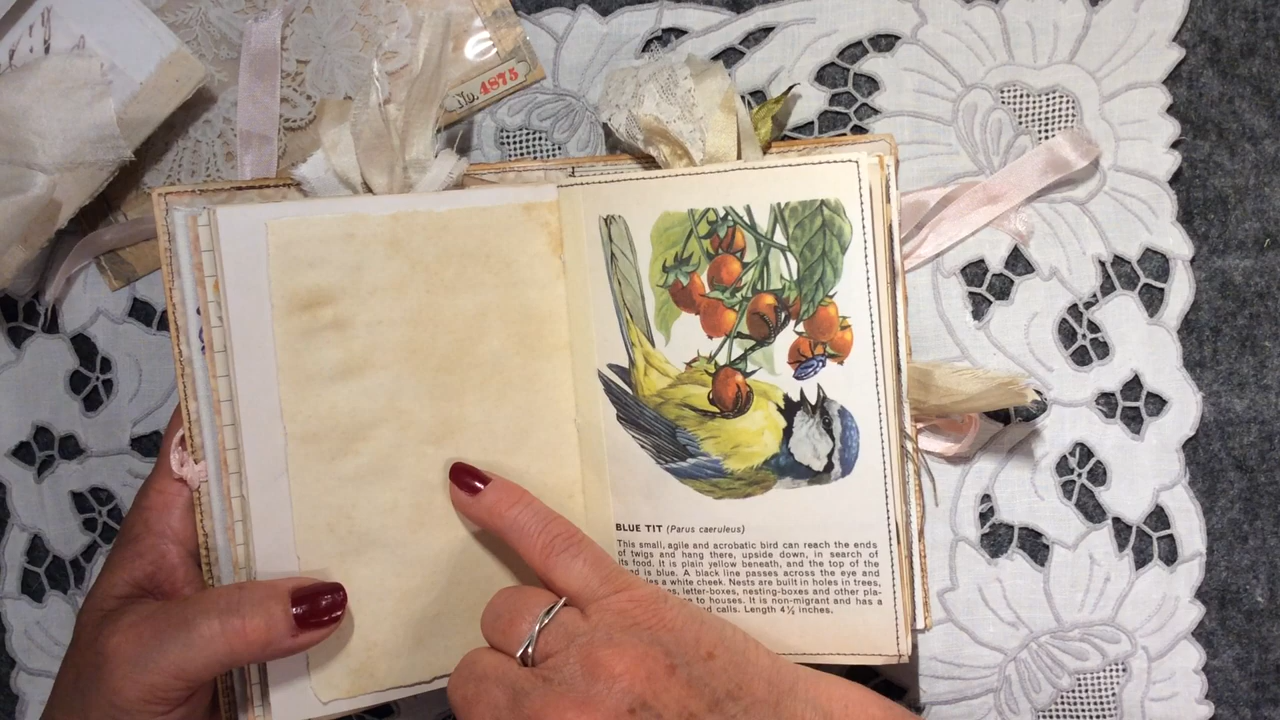 No. 4875
BLUE TIT (Parus caeruleus)
This small, agile and acrobatic bird can reach the ends
of twigs and hang there, upside down, in search of
its food. It is plain yellow beneath, and the top of the
is blue. A black line passes across the eye and
a white cheek. Nests are built in holes in trees,
letter-boxes, nesting-boxes and other pla-
to houses. It is non-migrant and has a
calls. Length 4½ inches.